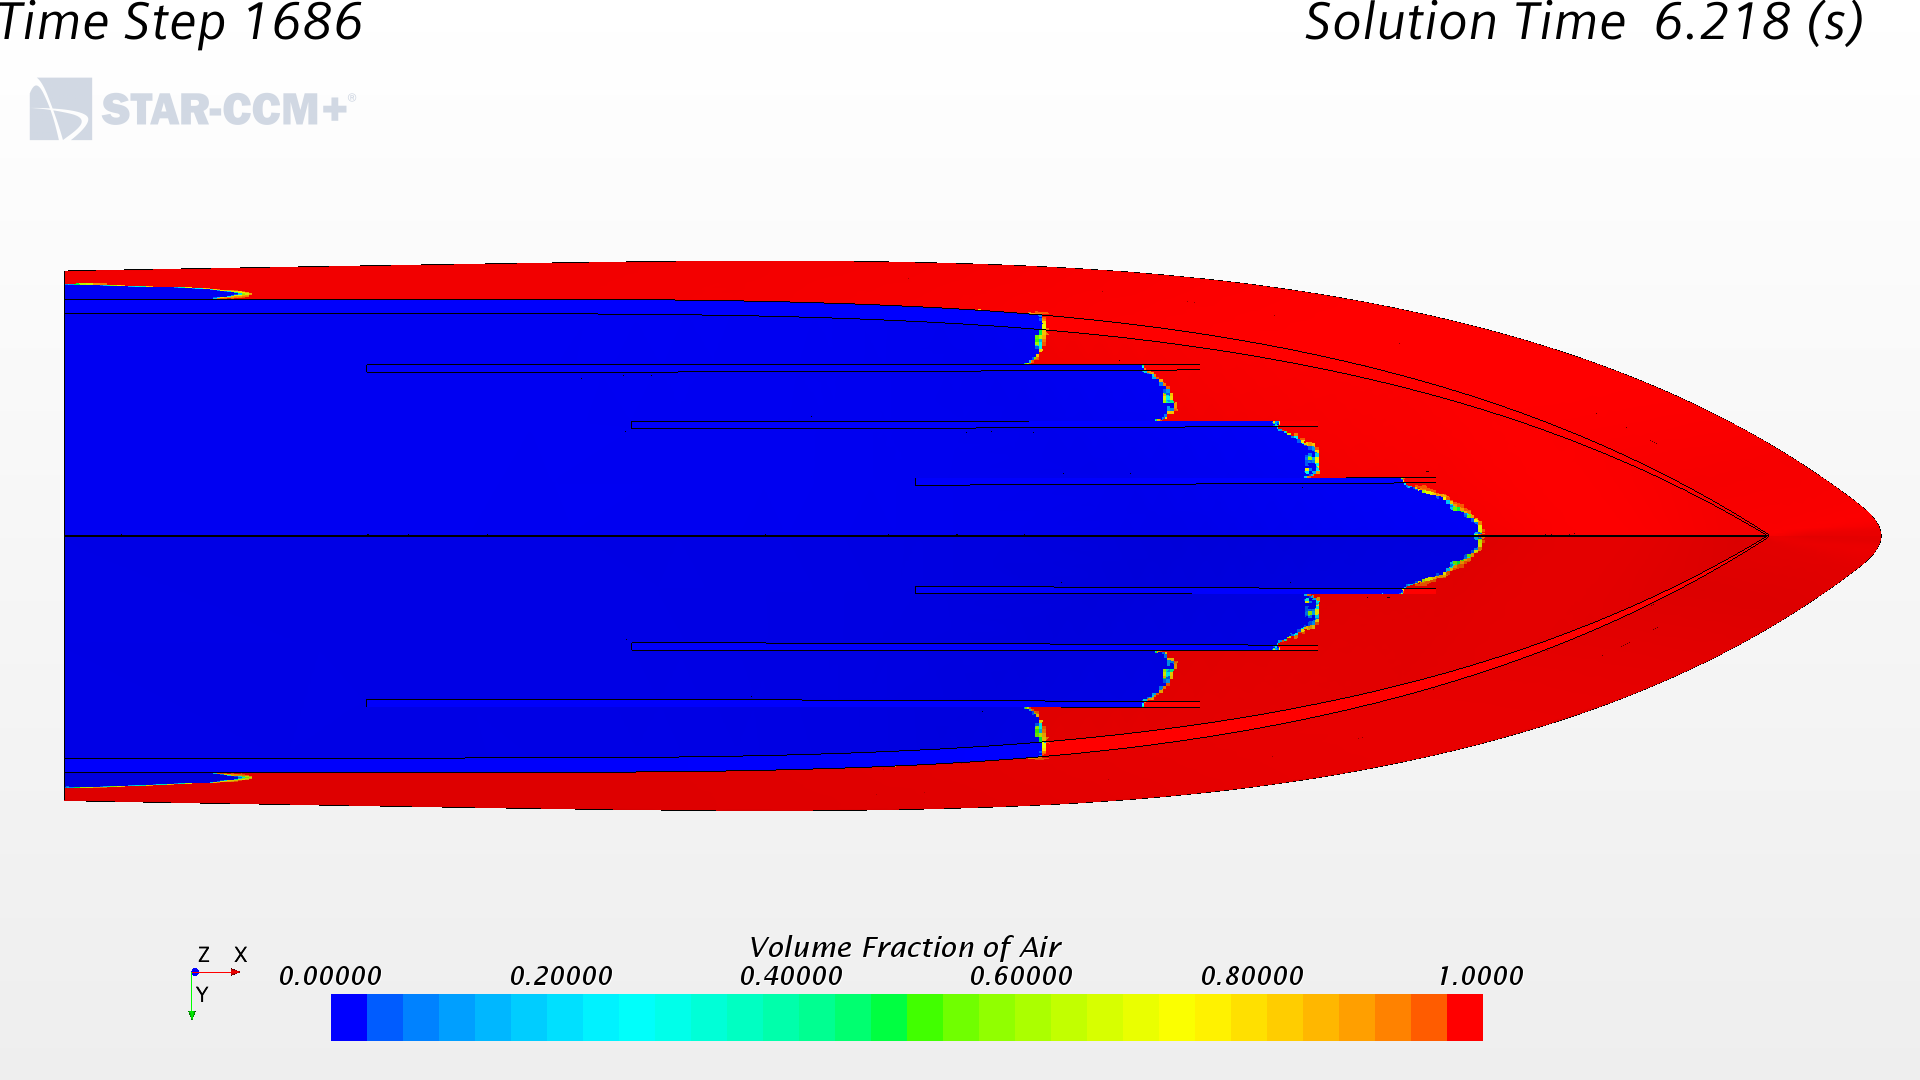 Time Step 1686
Solution Time 6.218 (s)
STAR-CCM+®
Z X
Y
Volume Fraction of Air
0.00000 0.20000 0.40000 0.60000 0.80000 1.0000